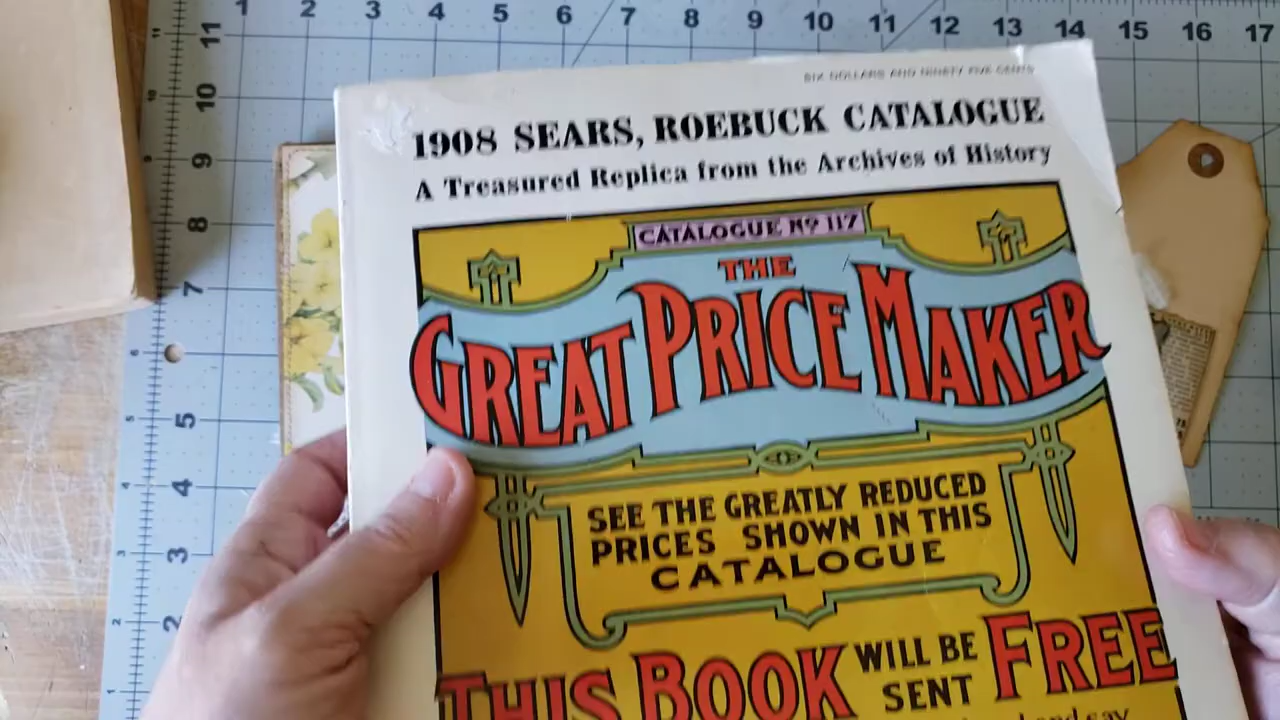 1 2 3 4 5 6 7 8 9 10 11 12 13 14 15 16 17
11
10
9
8
7
6
5
4
3
2
1
SIX DOLLARS AND NINETY FIVE CENTS
1908 SEARS, ROEBUCK CATALOGUE
A Treasured Replica from the Archives of History
CATALOGUE No 117
THE
GREAT PRICE MAKER
SEE THE GREATLY REDUCED
PRICES SHOWN IN THIS
CATALOGUE
THIS BOOK WILL BE SENT FREE
and say